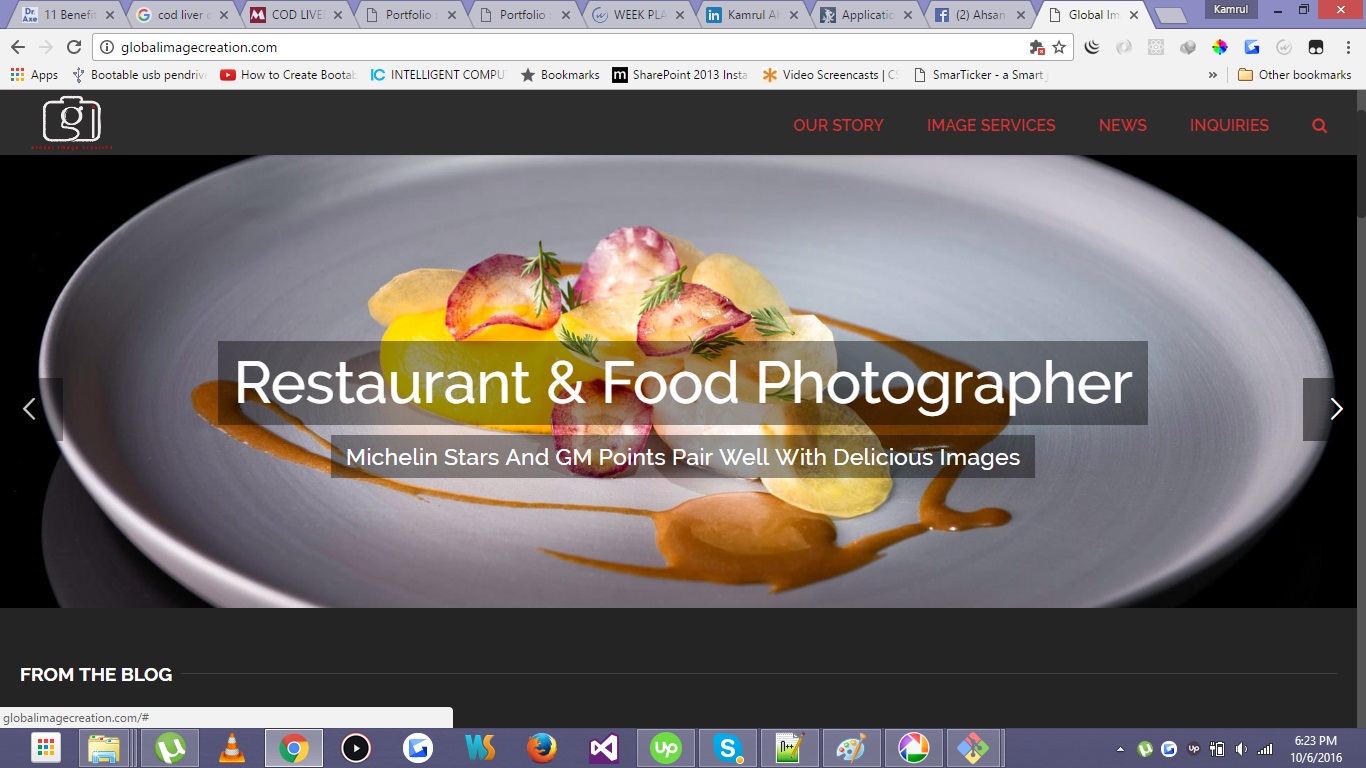 11 Benefit
cod liver o
COD LIVE
Portfolio
Portfolio
WEEK PLA
Kamrul Ah
Applicatio
(2) Ahsan
Global Im
Kamrul
globalimagecreation.com
Apps
Bootable usb pendrive
How to Create Bootab
INTELLIGENT COMPU
Bookmarks
SharePoint 2013 Insta
Video Screencasts | CS
SmarTicker - a Smart
» Other bookmarks
gi
OUR STORY IMAGE SERVICES NEWS INQUIRIES
Restaurant & Food Photographer
Michelin Stars And GM Points Pair Well With Delicious Images
FROM THE BLOG
globalimagecreation.com/#
6:23 PM
10/6/2016